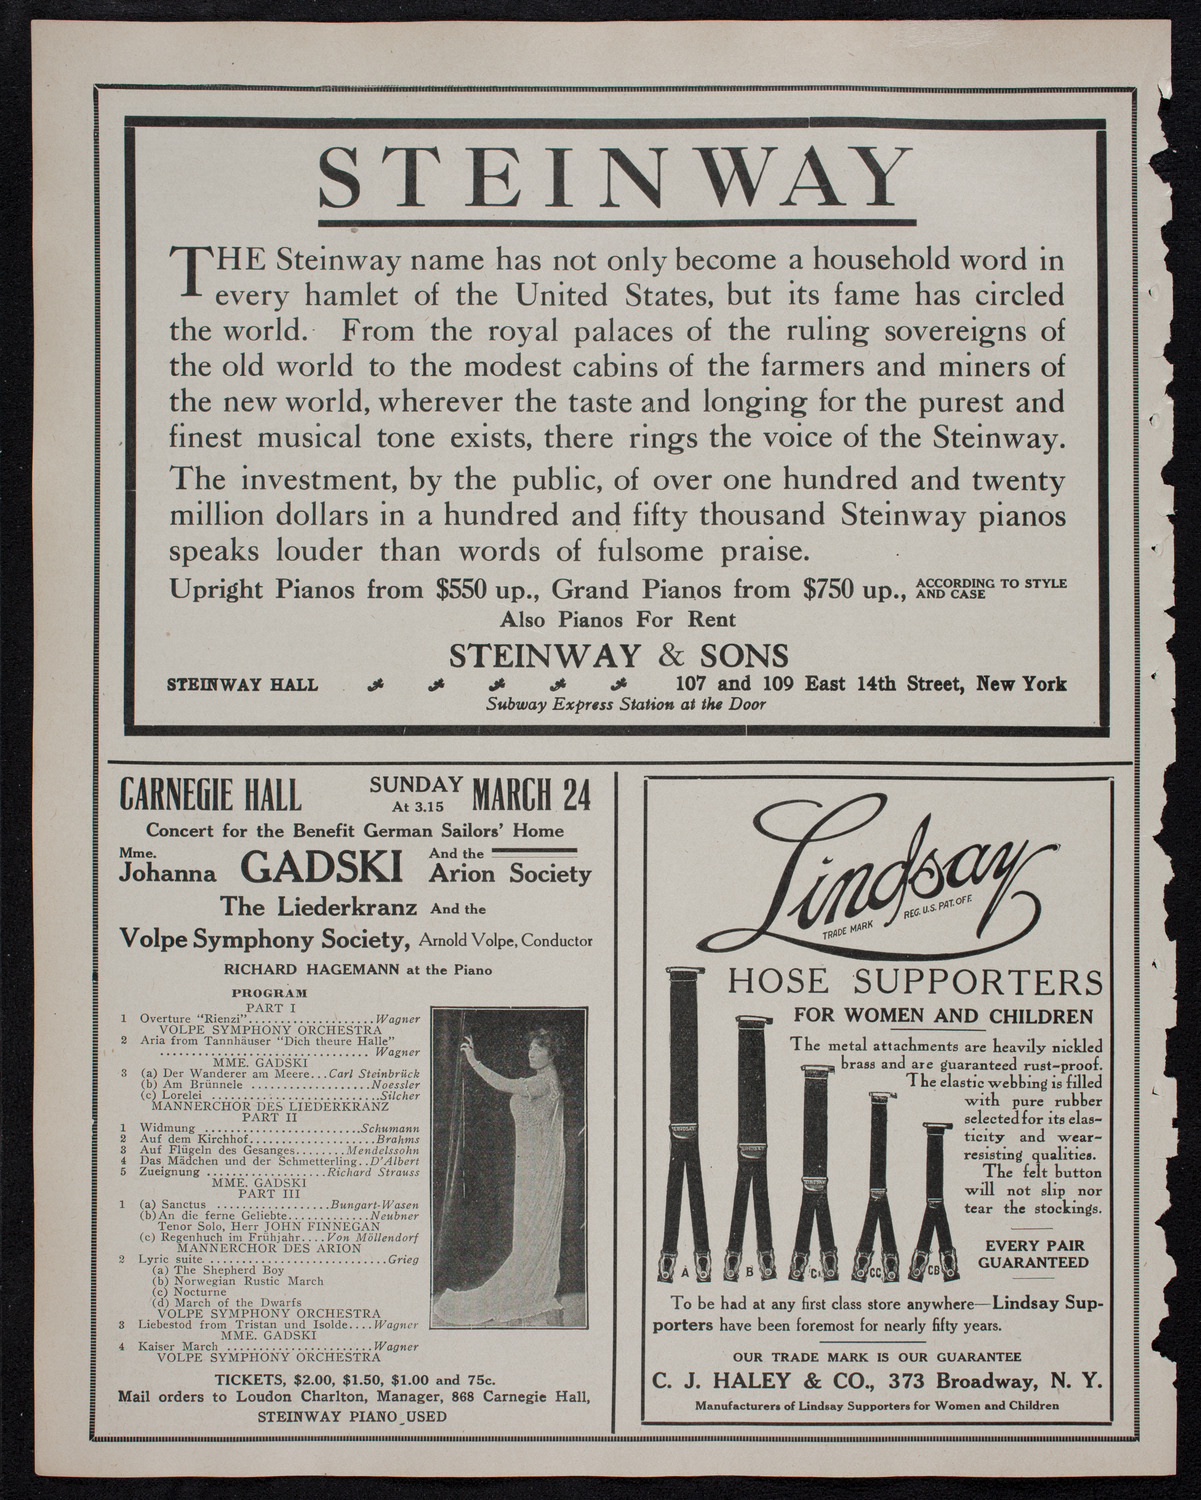 STEINWAY
THE Steinway name has not only become a household word in
every hamlet of the United States, but its fame has circled
the world. From the royal palaces of the ruling sovereigns of
the old world to the modest cabins of the farmers and miners of
the new world, wherever the taste and longing for the purest and
finest musical tone exists, there rings the voice of the Steinway.
The investment, by the public, of over one hundred and twenty
million dollars in a hundred and fifty thousand Steinway pianos
speaks louder than words of fulsome praise.
Upright Pianos from $550 up., Grand Pianos from $750 up., ACCORDING TO STYLE AND CASE
Also Pianos For Rent
STEINWAY & SONS
STEINWAY HALL 107 and 109 East 14th Street, New York
Subway Express Station at the Door
CARNEGIE HALL SUNDAY At 3.15 MARCH 24
Concert for the Benefit German Sailors' Home
Mme. Johanna GADSKI And the Arion Society
The Liederkranz And the
Volpe Symphony Society, Arnold Volpe, Conductor
RICHARD HAGEMANN at the Piano
PROGRAM
PART I
1 Overture "Rienzi"....................Wagner
VOLPE SYMPHONY ORCHESTRA
2 Aria from Tannhäuser "Dich theure Halle"
.................................Wagner
MME. GADSKI
3 (a) Der Wanderer am Meere...Carl Steinbrück
(b) Am Brünnele ...................Noessler
(c) Lorelei ..........................Silcher
MANNERCHOR DES LIEDERKRANZ
PART II
1 Widmung ........................Schumann
2 Auf dem Kirchhof...................Brahms
3 Auf Flügeln des Gesanges........Mendelssohn
4 Das Mädchen und der Schmetterling..D'Albert
5 Zueignung ..................Richard Strauss
MME. GADSKI
PART III
1 (a) Sanctus ..................Bungart-Wasen
(b) An die ferne Geliebte.............Neubner
Tenor Solo, Herr JOHN FINNEGAN
(c) Regenhuch im Frühjahr....Von Möllendorf
MANNERCHOR DES ARION
2 Lyric suite ...........................Grieg
(a) The Shepherd Boy
(b) Norwegian Rustic March
(c) Nocturne
(d) March of the Dwarfs
VOLPE SYMPHONY ORCHESTRA
3 Liebestod from Tristan und Isolde....Wagner
MME. GADSKI
4 Kaiser March .......................Wagner
VOLPE SYMPHONY ORCHESTRA
TICKETS, $2.00, $1.50, $1.00 and 75c.
Mail orders to Loudon Charlton, Manager, 868 Carnegie Hall,
STEINWAY PIANO USED
Lindsay
TRADE MARK REG. U.S. PAT. OFF.
HOSE SUPPORTERS
FOR WOMEN AND CHILDREN
The metal attachments are heavily nickled
brass and are guaranteed rust-proof.
The elastic webbing is filled
with pure rubber
selected for its elas-
ticity and wear-
resisting qualities.
The felt button
will not slip nor
tear the stockings.
EVERY PAIR
GUARANTEED
A B C CC CB
To be had at any first class store anywhere—Lindsay Sup-
porters have been foremost for nearly fifty years.
OUR TRADE MARK IS OUR GUARANTEE
C. J. HALEY & CO., 373 Broadway, N. Y.
Manufacturers of Lindsay Supporters for Women and Children